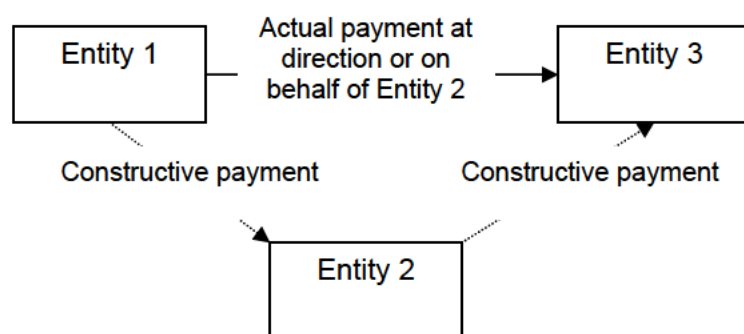 Entity 1
Actual payment at
direction or on
behalf of Entity 2
Entity 3
Constructive payment
Constructive payment
Entity 2